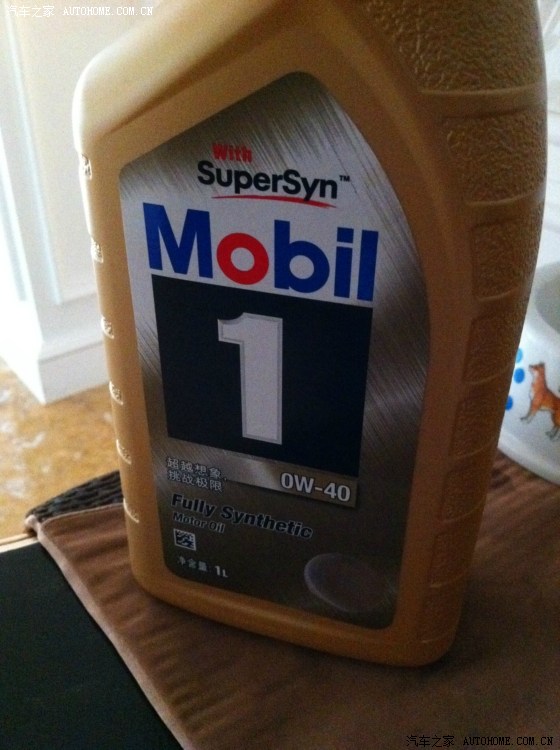 汽车之家 AUTOHOME.COM.CN
With
SuperSyn™
Mobil
1
超越想象,
挑战极限
0W-40
Fully Synthetic
Motor Oil
净含量 1L
汽车之家 AUTOHOME.COM.CN